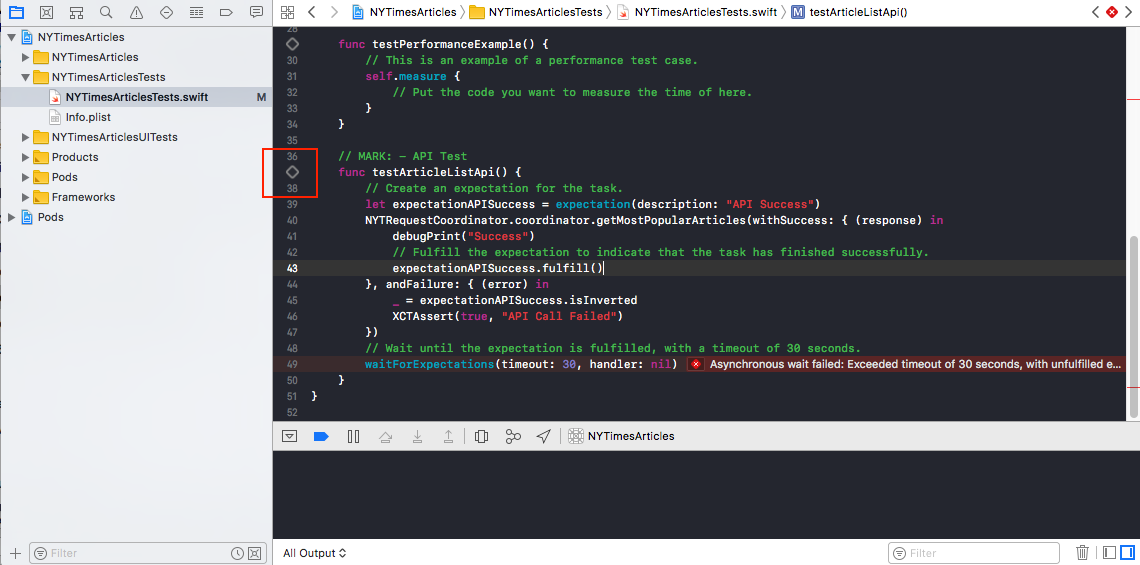 NYTimesArticles
NYTimesArticles
NYTimesArticlesTests
NYTimesArticlesTests.swift M
Info.plist
NYTimesArticlesUITests
Products
Pods
Frameworks
Pods
Filter
NYTimesArticles NYTimesArticlesTests NYTimesArticlesTests.swift M testArticleListApi()
28
func testPerformanceExample() {
30 // This is an example of a performance test case.
31 self.measure {
32 // Put the code you want to measure the time of here.
33 }
34 }
35
36 // MARK: - API Test
func testArticleListApi() {
38 // Create an expectation for the task.
39 let expectationAPISuccess = expectation(description: "API Success")
40 NYTRequestCoordinator.coordinator.getMostPopularArticles(withSuccess: { (response) in
41 debugPrint("Success")
42 // Fulfill the expectation to indicate that the task has finished successfully.
43 expectationAPISuccess.fulfill()
44 }, andFailure: { (error) in
45 _ = expectationAPISuccess.isInverted
46 XCTAssert(true, "API Call Failed")
47 })
48 // Wait until the expectation is fulfilled, with a timeout of 30 seconds.
49 waitForExpectations(timeout: 30, handler: nil) Asynchronous wait failed: Exceeded timeout of 30 seconds, with unfulfilled e...
50 }
51 }
52
NYTimesArticles
All Output
Filter